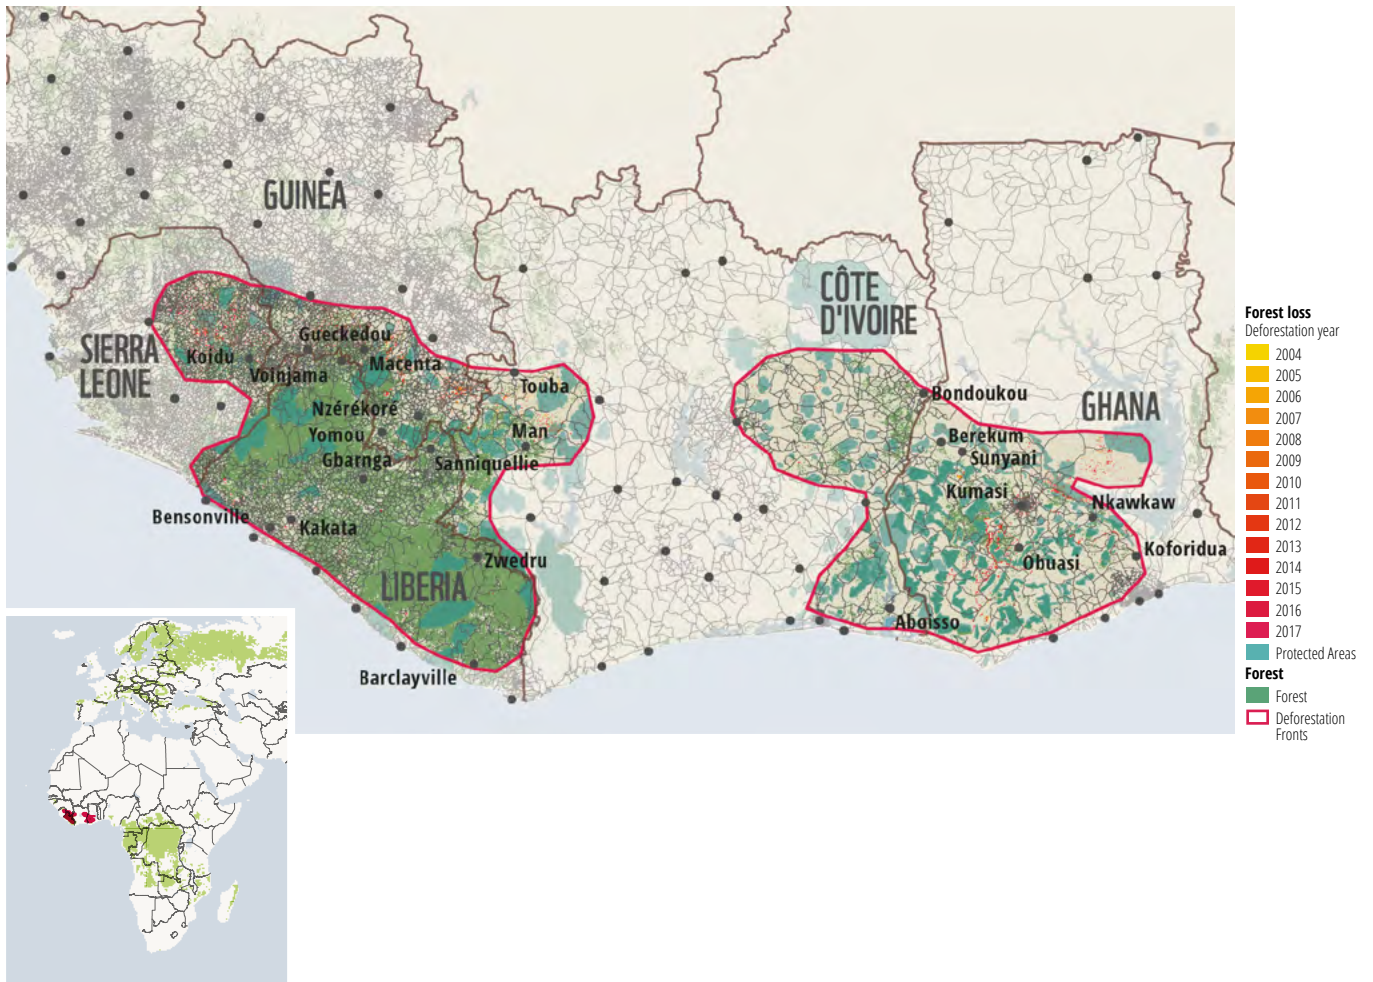 GUINEA
CÔTE
D'IVOIRE
SIERRA
LEONE
Gueckedou
Koidu
Macenta
Voinjama
Touba
Bondoukou
GHANA
Nzérékoré
Yomou
Man
Berekum
Gbarnga
Sanniquellie
Sunyani
Kumasi
Nkawkaw
Bensonville
Kakata
Koforidua
Zwedru
Obuasi
LIBERIA
Aboisso
Barclayville
Forest loss
Deforestation year
2004
2005
2006
2007
2008
2009
2010
2011
2012
2013
2014
2015
2016
2017
Protected Areas
Forest
Forest
Deforestation
Fronts